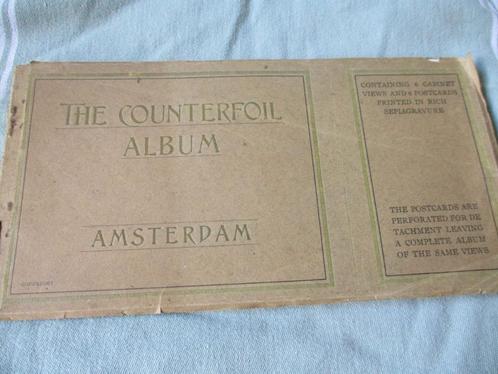 THE COUNTERFOIL
ALBUM
AMSTERDAM
COPYRIGHT
CONTAINING 6 CABINET
VIEWS AND 6 POSTCARDS
PRINTED IN RICH
SEPIAGRAVURE
THE POSTCARDS ARE
PERFORATED FOR DE
TACHMENT LEAVING
A COMPLETE ALBUM
OF THE SAME VIEWS